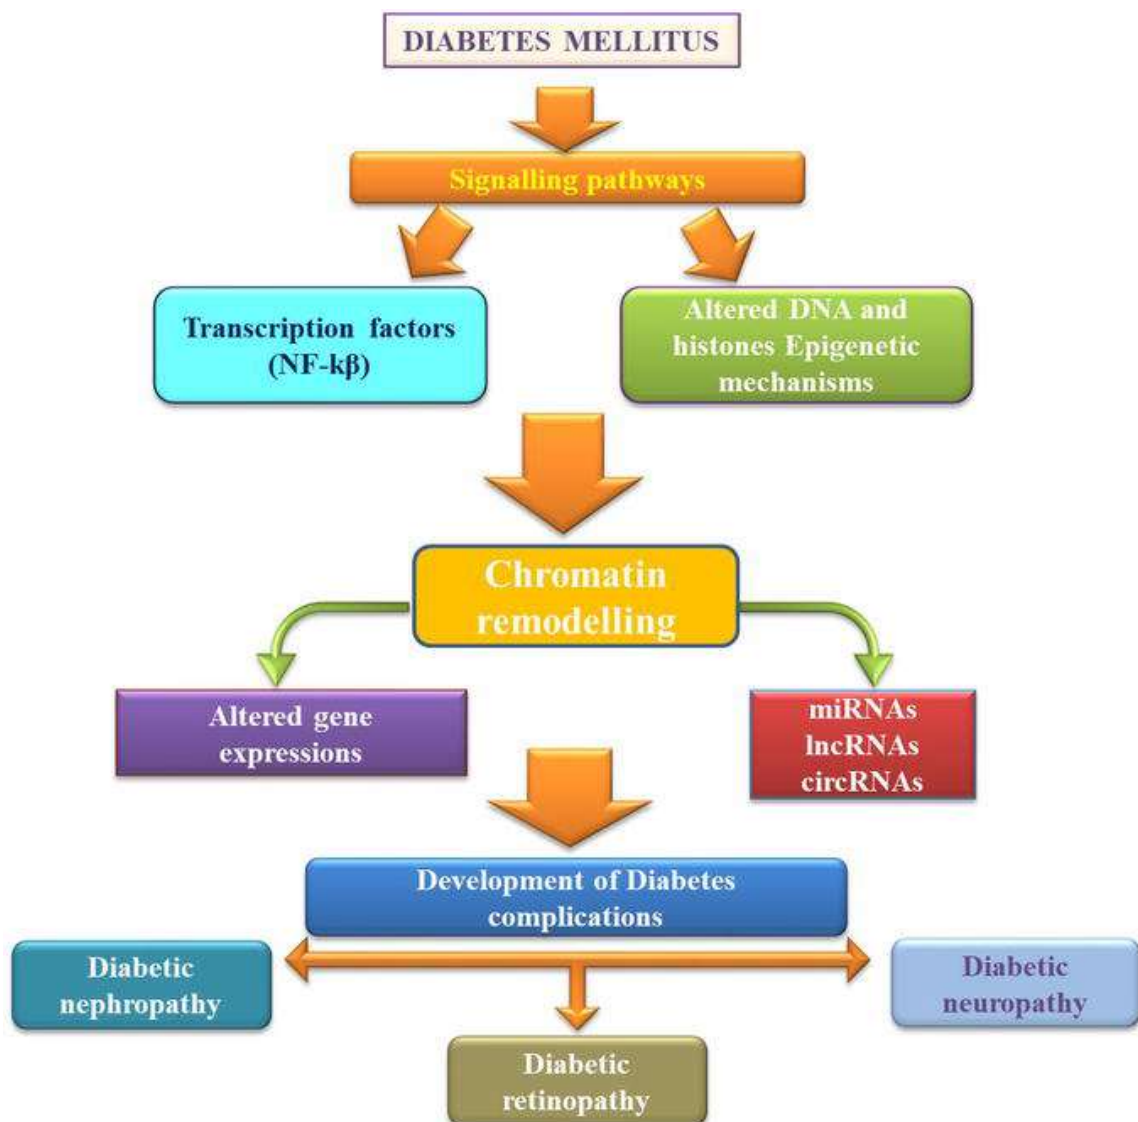 DIABETES MELLITUS
Signalling pathways
Transcription factors
(NF-kβ)
Altered DNA and
histones Epigenetic
mechanisms
Chromatin
remodelling
Altered gene
expressions
miRNAs
lncRNAs
circRNAs
Development of Diabetes
complications
Diabetic
nephropathy
Diabetic
neuropathy
Diabetic
retinopathy